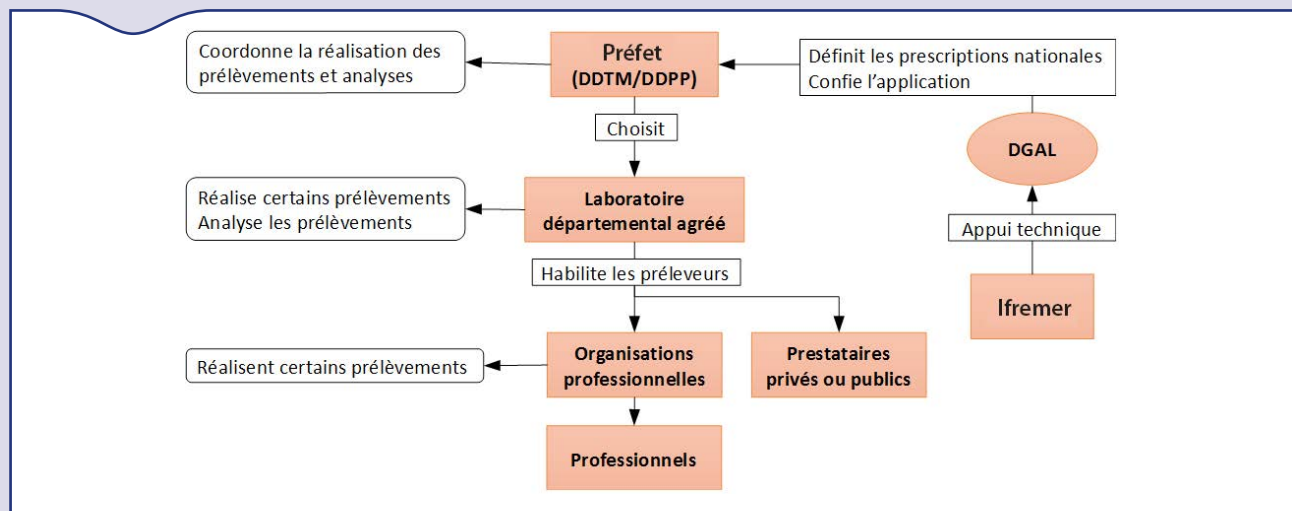 Coordonne la réalisation des
prélèvements et analyses
Préfet
(DDTM/DDPP)
Définit les prescriptions nationales
Confie l'application
Choisit
DGAL
Réalise certains prélèvements
Analyse les prélèvements
Laboratoire
départemental agréé
Appui technique
Habilite les préleveurs
Ifremer
Réalisent certains prélèvements
Organisations
professionnelles
Prestataires
privés ou publics
Professionnels